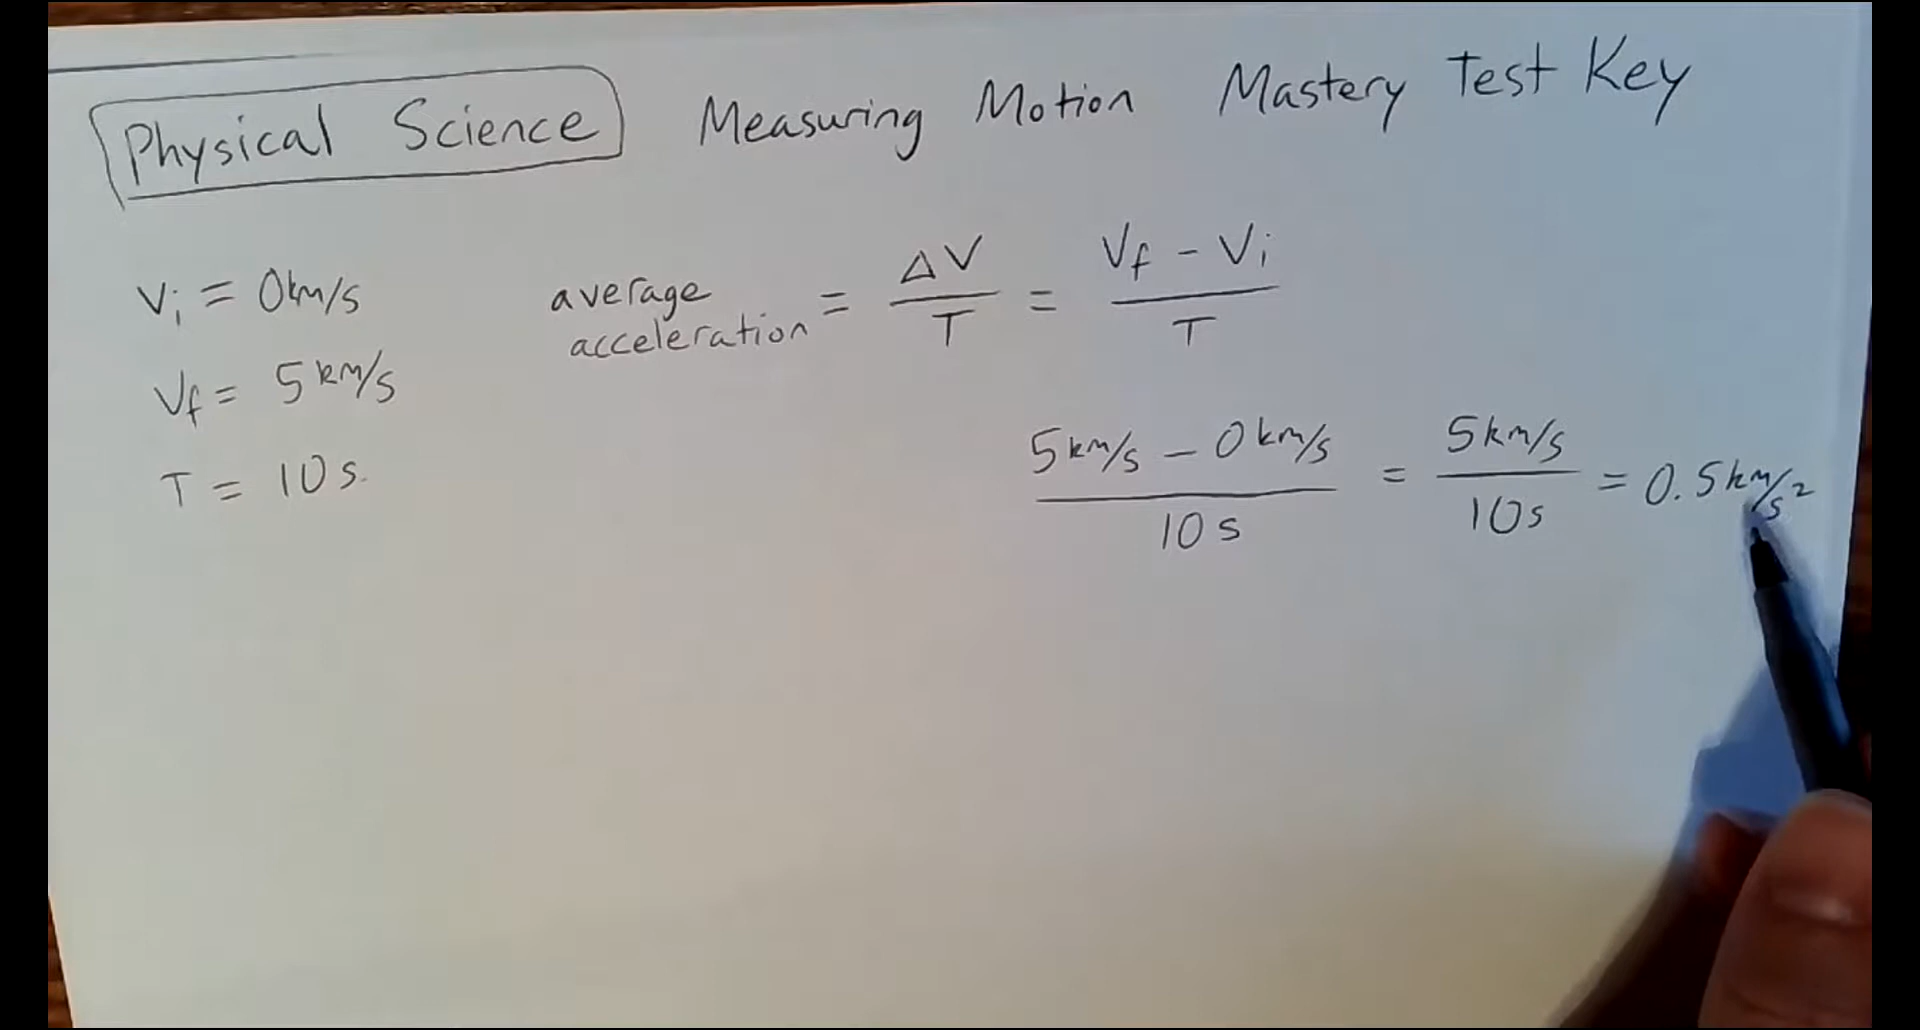 Physical Science Measuring Motion Mastery Test Key
Vi = 0km/s
Vf = 5km/s
T = 10s.
average acceleration = ΔV/T = Vf - Vi/T
5km/s - 0km/s/10s = 5km/s/10s = 0.5km/s²